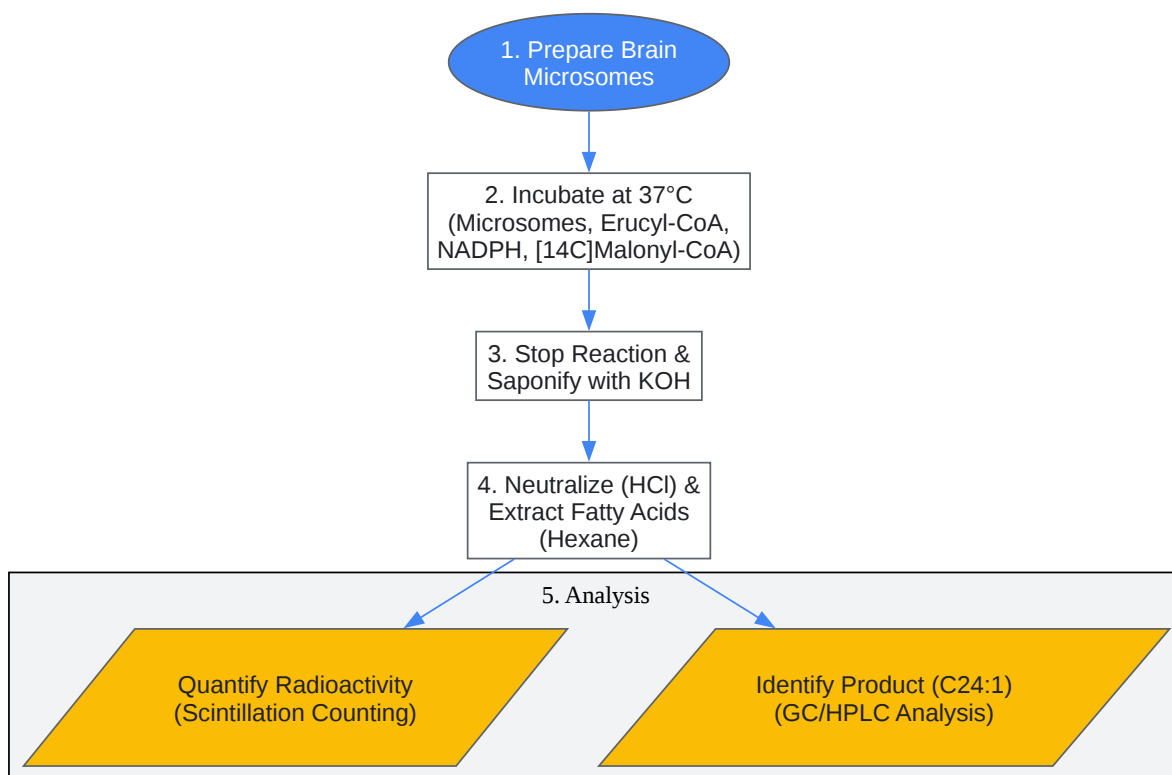 1. Prepare Brain
Microsomes
2. Incubate at 37°C
(Microsomes, Erucyl-CoA,
NADPH, [14C]Malonyl-CoA)
3. Stop Reaction &
Saponify with KOH
4. Neutralize (HCl) &
Extract Fatty Acids
(Hexane)
5. Analysis
Quantify Radioactivity
(Scintillation Counting)
Identify Product (C24:1)
(GC/HPLC Analysis)